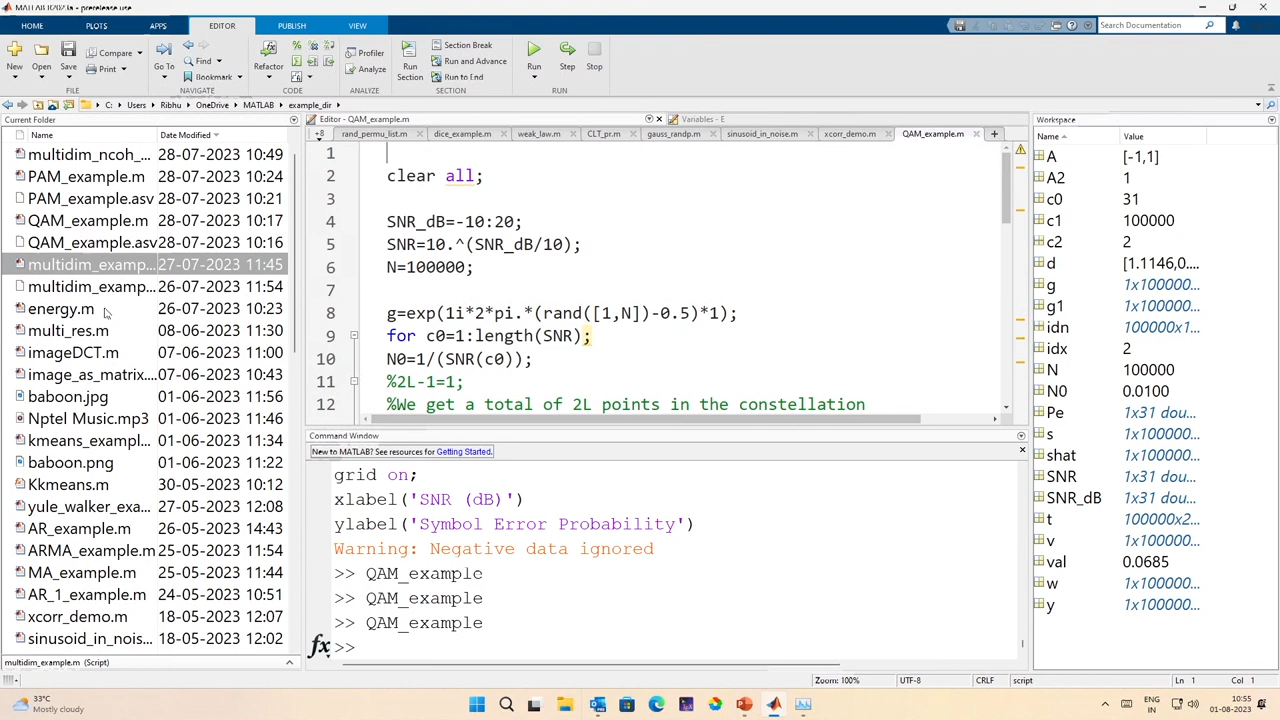 MATLAB R2021a - prerelease use
HOME PLOTS APPS EDITOR PUBLISH VIEW
Search Documentation
New Open Save Compare Print Go To Find Bookmark Refactor Profiler Analyze Run Section Section Break Run and Advance Run to End Run Step Stop
FILE NAVIGATE CODE ANALYZE SECTION RUN
C: Users Ribhu OneDrive MATLAB example_dir
Current Folder
Name Date Modified
multidim_ncoh_... 28-07-2023 10:49
PAM_example.m 28-07-2023 10:24
PAM_example.asv 28-07-2023 10:21
QAM_example.m 28-07-2023 10:17
QAM_example.asv 28-07-2023 10:16
multidim_examp... 27-07-2023 11:45
multidim_examp... 26-07-2023 11:54
energy.m 26-07-2023 10:23
multi_res.m 08-06-2023 11:30
imageDCT.m 07-06-2023 11:00
image_as_matrix.... 07-06-2023 10:43
baboon.jpg 01-06-2023 11:56
Nptel Music.mp3 01-06-2023 11:46
kmeans_exampl... 01-06-2023 11:34
baboon.png 01-06-2023 11:22
Kkmeans.m 30-05-2023 10:12
yule_walker_exa... 27-05-2023 12:08
AR_example.m 26-05-2023 14:43
ARMA_example.m 25-05-2023 11:54
MA_example.m 25-05-2023 11:44
AR_1_example.m 24-05-2023 10:51
xcorr_demo.m 18-05-2023 12:07
sinusoid_in_nois... 18-05-2023 12:02
multidim_example.m (Script)
Editor - QAM_example.m Variables - E
+8 rand_permu_list.m dice_example.m weak_law.m CLT_pr.m gauss_randp.m sinusoid_in_noise.m xcorr_demo.m QAM_example.m
1
2 clear all;
3
4 SNR_dB=-10:20;
5 SNR=10.^(SNR_dB/10);
6 N=100000;
7
8 g=exp(1i*2*pi.*(rand([1,N])-0.5)*1);
9 for c0=1:length(SNR);
10 N0=1/(SNR(c0));
11 %2L-1=1;
12 %We get a total of 2L points in the constellation
Command Window
New to MATLAB? See resources for Getting Started.
grid on;
xlabel('SNR (dB)')
ylabel('Symbol Error Probability')
Warning: Negative data ignored
>> QAM_example
>> QAM_example
>> QAM_example
fx >>
Workspace
Name Value
A [-1,1]
A2 1
c0 31
c1 100000
c2 2
d [1.1146,0....
g 1x100000...
g1 1x100000...
idn 100000x1...
idx 2
N 100000
N0 0.0100
Pe 1x31 dou...
s 1x100000...
shat 1x100000...
SNR 1x31 dou...
SNR_dB 1x31 dou...
t 100000x2...
v 1x100000...
val 0.0685
w 1x100000...
y 1x100000...
Zoom: 100% UTF-8 CRLF script Ln 1 Col 1
33°C
Mostly cloudy
ENG
IN
10:55
01-08-2023